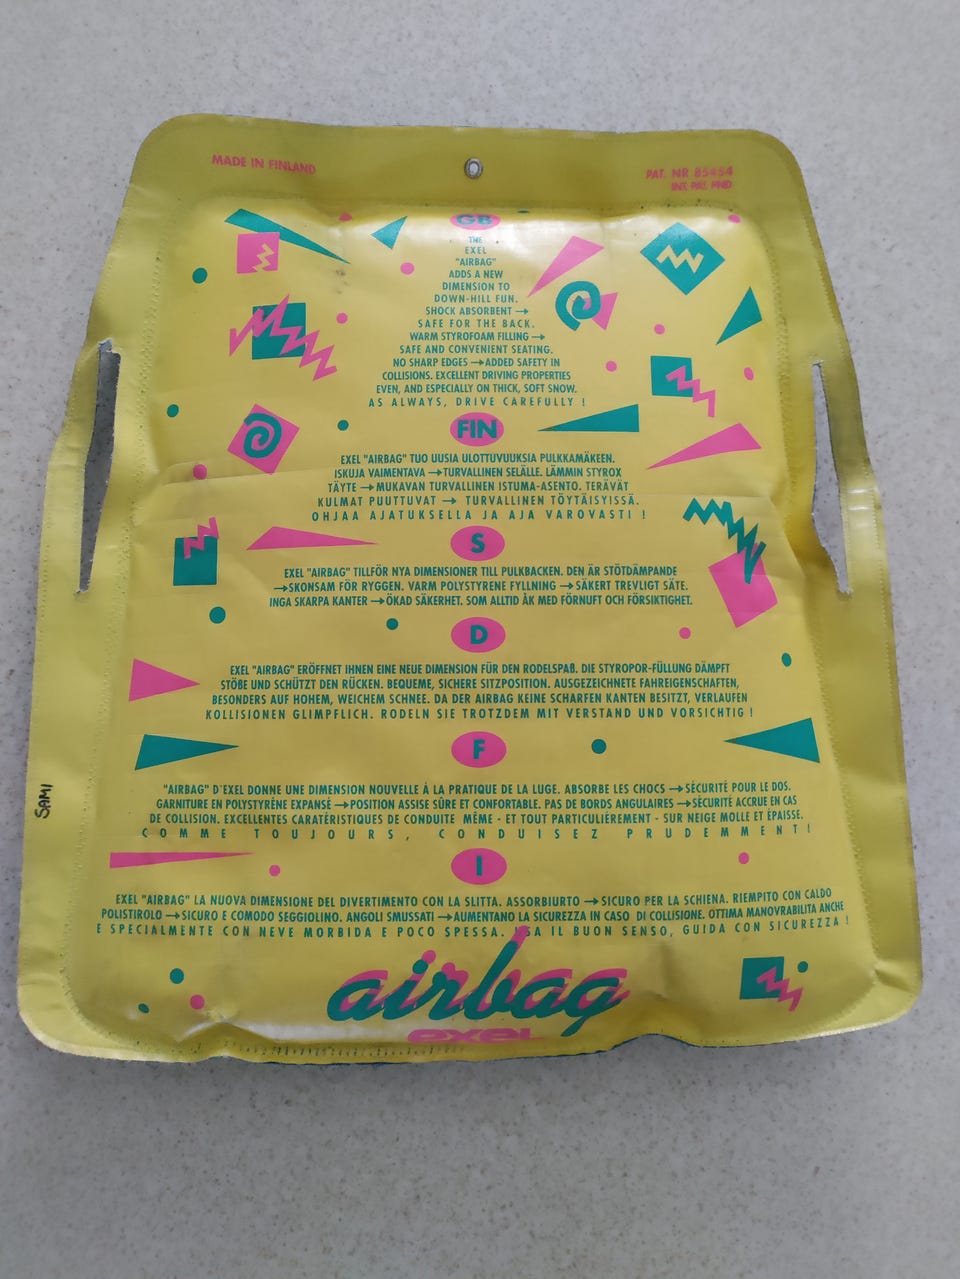 MADE IN FINLAND
PAT. NR 85454
INT. PAT. PND
GB
THE
EXEL
"AIRBAG"
ADDS A NEW
DIMENSION TO
DOWN-HILL FUN.
SHOCK ABSORBENT →
SAFE FOR THE BACK.
WARM STYROFOAM FILLING →
SAFE AND CONVENIENT SEATING.
NO SHARP EDGES → ADDED SAFETY IN
COLLISIONS. EXCELLENT DRIVING PROPERTIES
EVEN, AND ESPECIALLY ON THICK, SOFT SNOW.
AS ALWAYS, DRIVE CAREFULLY !
FIN
EXEL "AIRBAG" TUO UUSIA ULOTTUVUUKSIA PULKKAMÄKEEN.
ISKUJA VAIMENTAVA → TURVALLINEN SELÄLLE. LÄMMIN STYROX
TÄYTE → MUKAVAN TURVALLINEN ISTUMA-ASENTO. TERÄVÄT
KULMAT PUUTTUVAT → TURVALLINEN TÖYTÄISYISSÄ.
OHJAA AJATUKSELLA JA AJA VAROVASTI !
S
EXEL "AIRBAG" TILLFÖR NYA DIMENSIONER TILL PULKBACKEN. DEN ÄR STÖTDÄMPANDE
→ SKONSAM FÖR RYGGEN. VARM POLYSTYRENE FYLLNING → SÄKERT TREVLIGT SÄTE.
INGA SKARPA KANTER → ÖKAD SÄKERHET. SOM ALLTID ÅK MED FÖRNUFT OCH FÖRSIKTIGHET.
D
EXEL "AIRBAG" ERÖFFNET IHNEN EINE NEUE DIMENSION FÜR DEN RODELSPAß. DIE STYROPOR-FÜLLUNG DÄMPFT
STÖßE UND SCHÜTZT DEN RÜCKEN. BEQUEME, SICHERE SITZPOSITION. AUSGEZEICHNETE FAHREIGENSCHAFTEN,
BESONDERS AUF HOHEM, WEICHEM SCHNEE. DA DER AIRBAG KEINE SCHARFEN KANTEN BESITZT, VERLAUFEN
KOLLISIONEN GLIMPFLICH. RODELN SIE TROTZDEM MIT VERSTAND UND VORSICHTIG !
F
"AIRBAG" D'EXEL DONNE UNE DIMENSION NOUVELLE À LA PRATIQUE DE LA LUGE. ABSORBE LES CHOCS → SÉCURITÉ POUR LE DOS.
GARNITURE EN POLYSTYRÈNE EXPANSÉ → POSITION ASSISE SÛRE ET CONFORTABLE. PAS DE BORDS ANGULAIRES → SÉCURITÉ ACCRUE EN CAS
DE COLLISION. EXCELLENTES CARATÉRISTIQUES DE CONDUITE MÊME - ET TOUT PARTICULIÈREMENT - SUR NEIGE MOLLE ET ÉPAISSE.
COMME TOUJOURS, CONDUISEZ PRUDEMMENT!
I
EXEL "AIRBAG" LA NUOVA DIMENSIONE DEL DIVERTIMENTO CON LA SLITTA. ASSORBIURTO → SICURO PER LA SCHIENA. RIEMPITO CON CALDO
POLISTIROLO → SICURO E COMODO SEGGIOLINO. ANGOLI SMUSSATI → AUMENTANO LA SICUREZZA IN CASO DI COLLISIONE. OTTIMA MANOVRABILITA ANCHE
E SPECIALMENTE CON NEVE MORBIDA E POCO SPESSA. USA IL BUON SENSO, GUIDA CON SICUREZZA !
SAMI
airbag
exel